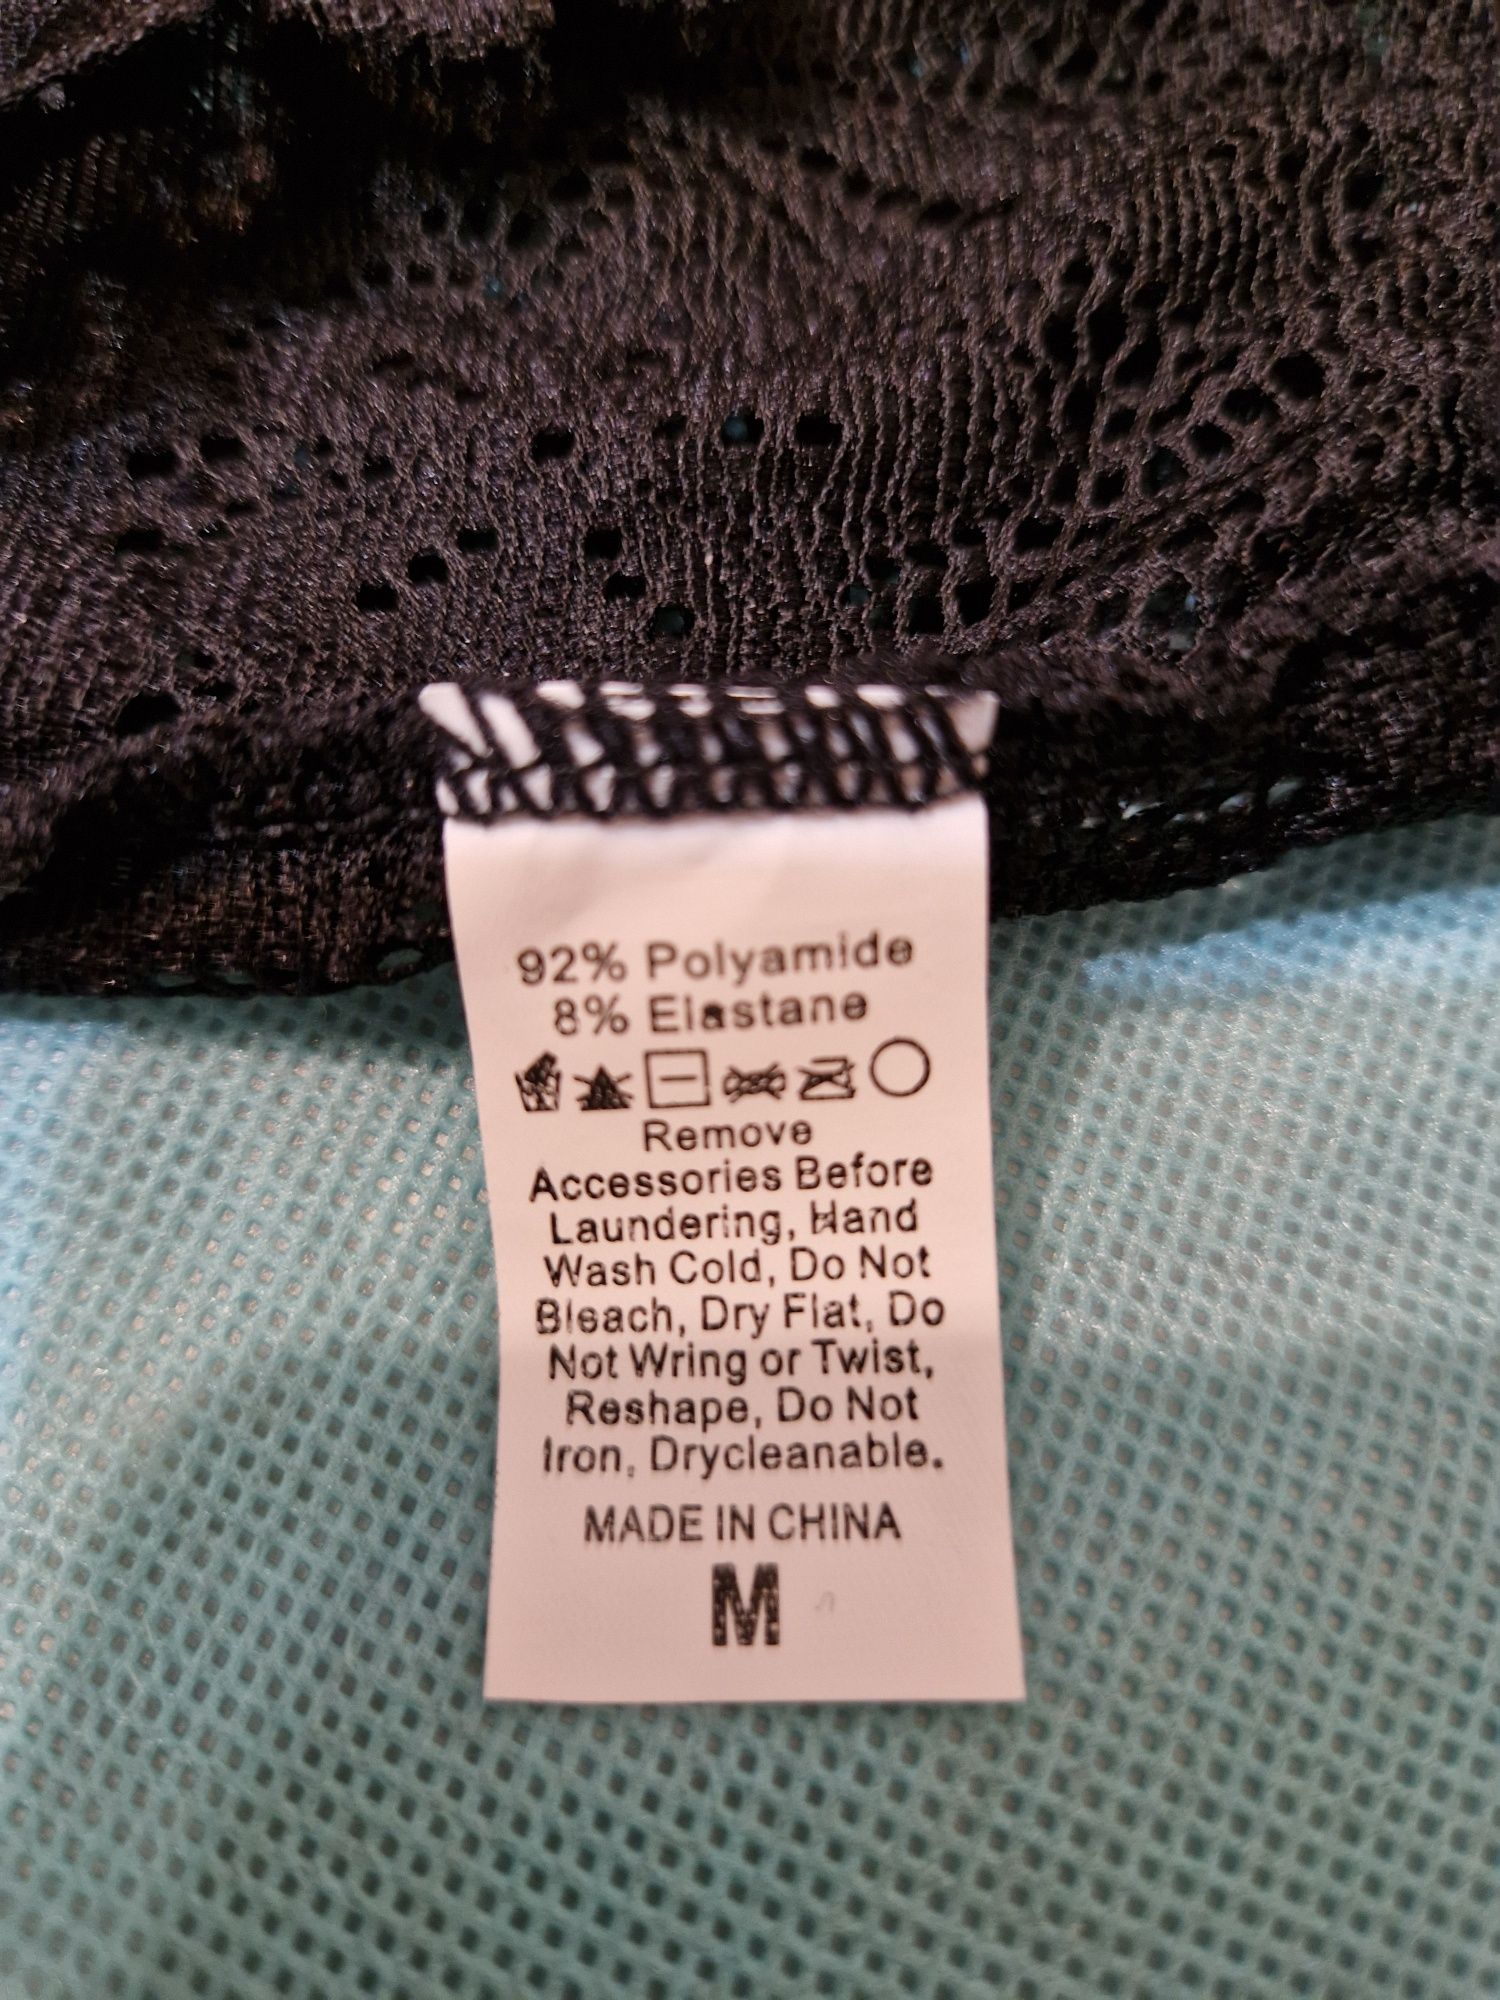 92% Polyamide
8% Elastane
Remove
Accessories Before
Laundering, Hand
Wash Cold, Do Not
Bleach, Dry Flat, Do
Not Wring or Twist,
Reshape, Do Not
Iron, Drycleanable.
MADE IN CHINA
M